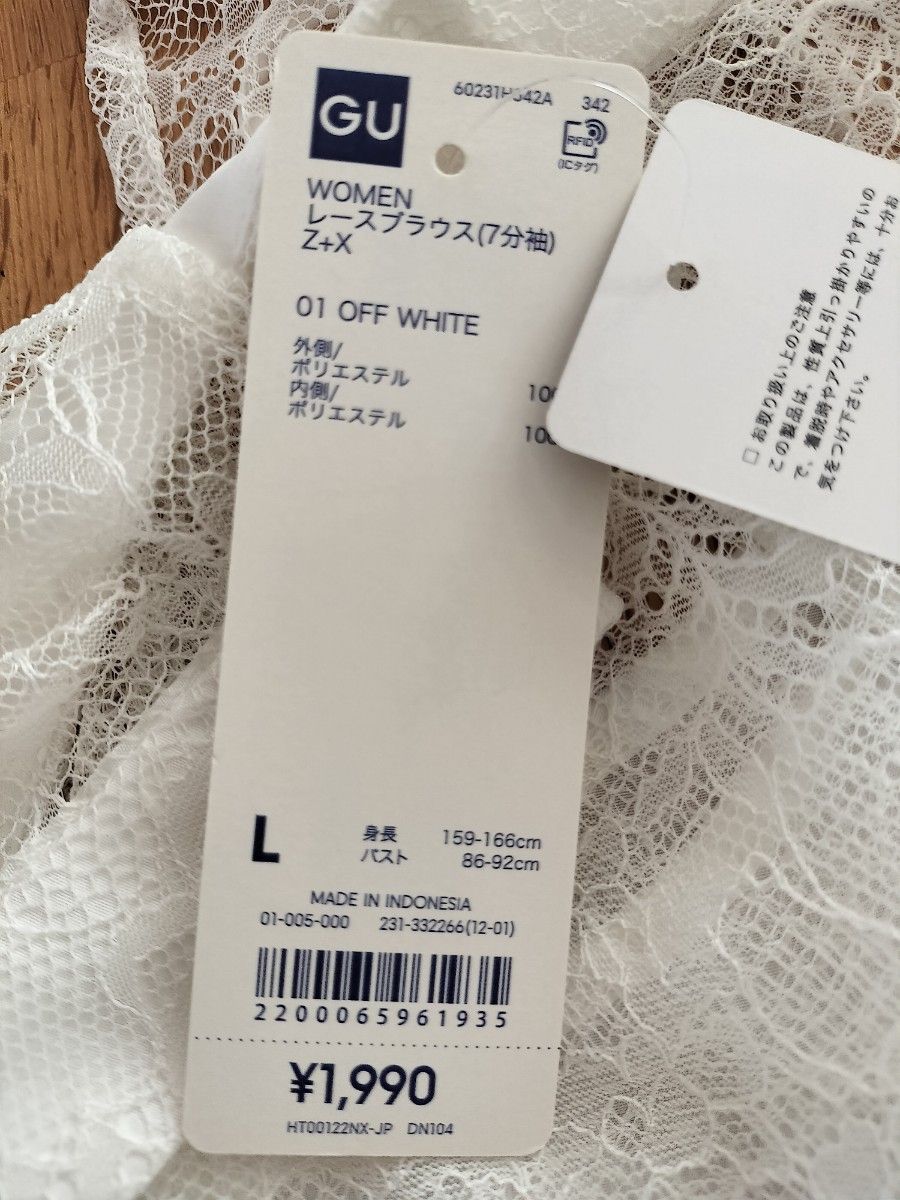 GU
342
RFID
(ICタグ)
WOMEN
レースブラウス(7分袖)
Z+X
01 OFF WHITE
外側/
ポリエステル
内側/
ポリエステル
L
身長 159-166cm
バスト 86-92cm
MADE IN INDONESIA
01-005-000 231-332266(12-01)
2200065961935
¥1,990
HT00122NX-JP DN104
□ お取り扱い上のご注意
この製品は、性質上引っ掛かりやすいの
で、着脱時やアクセサリー等には、十分お
気をつけ下さい。